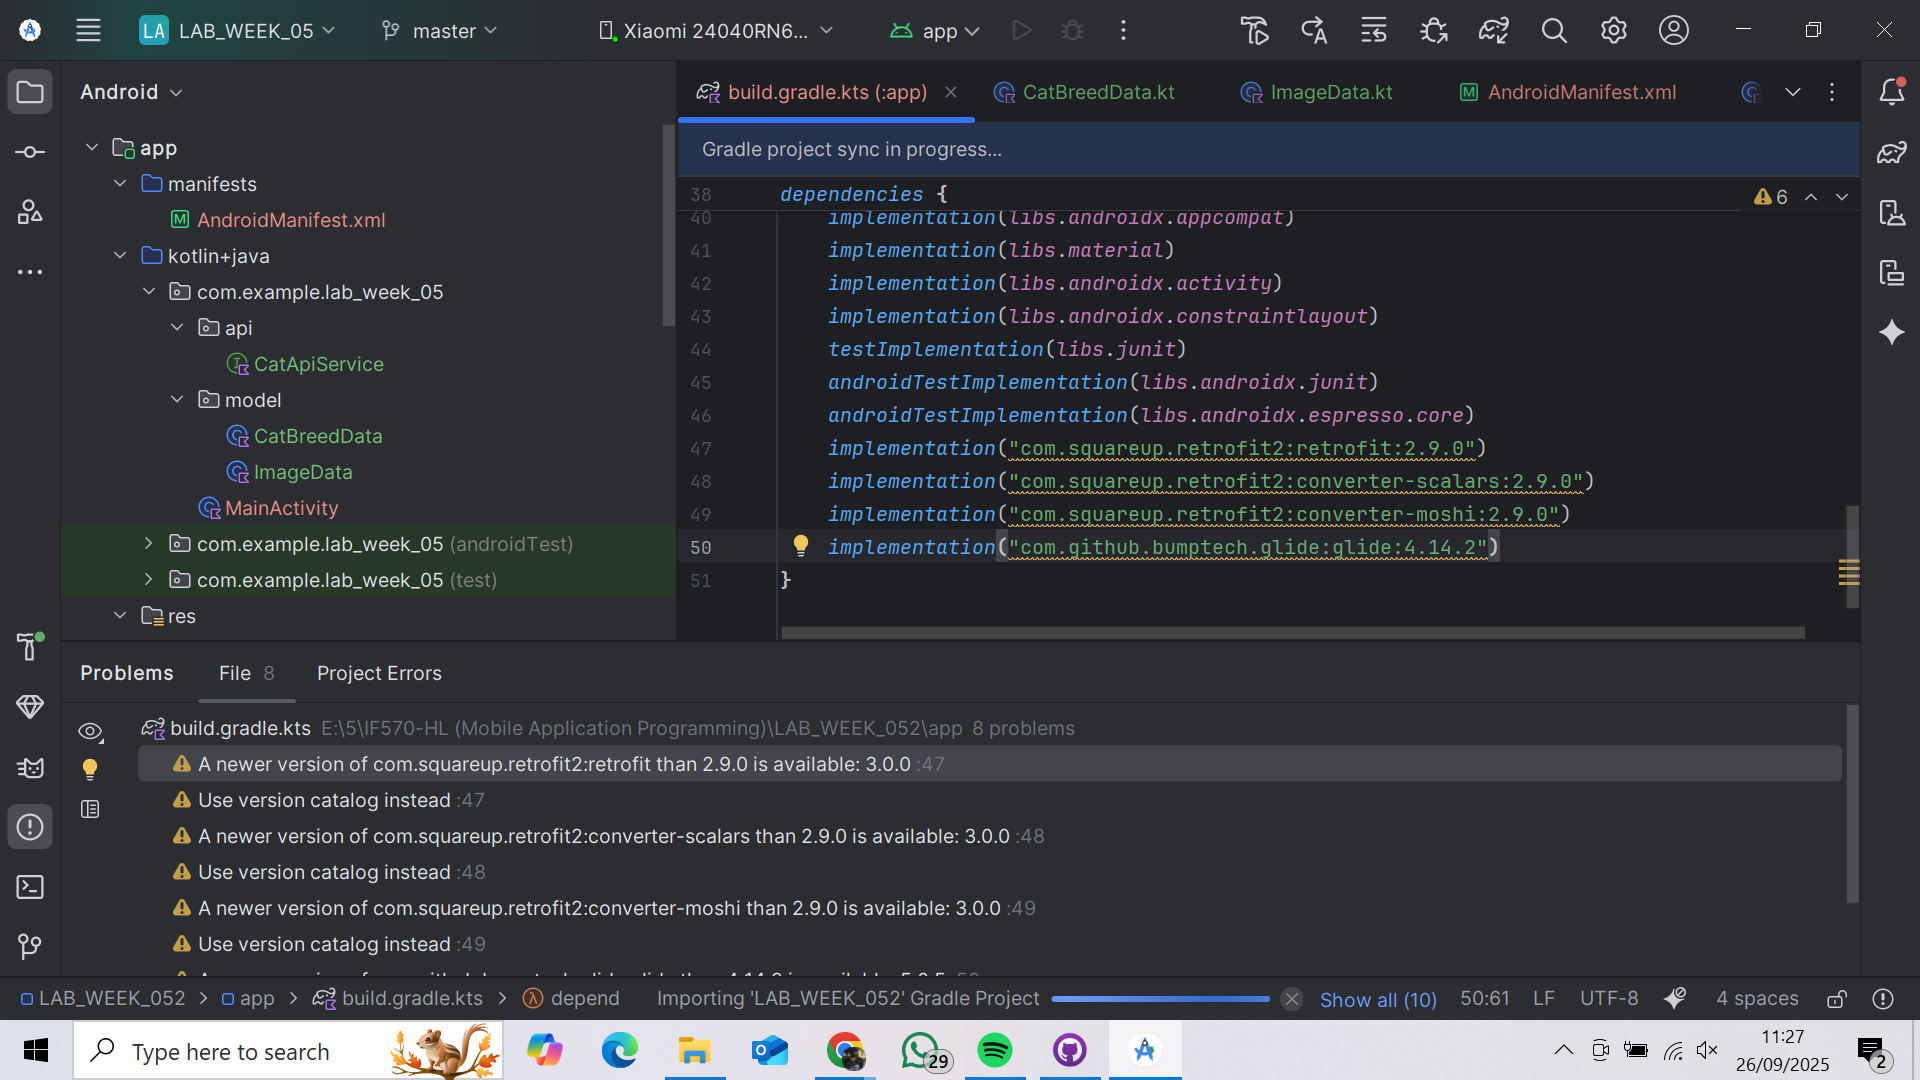 LA LAB_WEEK_05 master Xiaomi 24040RN6... app
Android
build.gradle.kts (:app) CatBreedData.kt ImageData.kt AndroidManifest.xml
app
manifests
AndroidManifest.xml
kotlin+java
com.example.lab_week_05
api
CatApiService
model
CatBreedData
ImageData
MainActivity
com.example.lab_week_05 (androidTest)
com.example.lab_week_05 (test)
res
Gradle project sync in progress...
38 dependencies {
6
40 implementation(libs.androidx.appcompat)
41 implementation(libs.material)
42 implementation(libs.androidx.activity)
43 implementation(libs.androidx.constraintlayout)
44 testImplementation(libs.junit)
45 androidTestImplementation(libs.androidx.junit)
46 androidTestImplementation(libs.androidx.espresso.core)
47 implementation("com.squareup.retrofit2:retrofit:2.9.0")
48 implementation("com.squareup.retrofit2:converter-scalars:2.9.0")
49 implementation("com.squareup.retrofit2:converter-moshi:2.9.0")
50 implementation("com.github.bumptech.glide:glide:4.14.2")
51 }
Problems File 8 Project Errors
build.gradle.kts E:\5\IF570-HL (Mobile Application Programming)\LAB_WEEK_052\app 8 problems
A newer version of com.squareup.retrofit2:retrofit than 2.9.0 is available: 3.0.0 :47
Use version catalog instead :47
A newer version of com.squareup.retrofit2:converter-scalars than 2.9.0 is available: 3.0.0 :48
Use version catalog instead :48
A newer version of com.squareup.retrofit2:converter-moshi than 2.9.0 is available: 3.0.0 :49
Use version catalog instead :49
LAB_WEEK_052 > app > build.gradle.kts > depend Importing 'LAB_WEEK_052' Gradle Project Show all (10) 50:61 LF UTF-8 4 spaces
Type here to search
29
11:27
26/09/2025
2